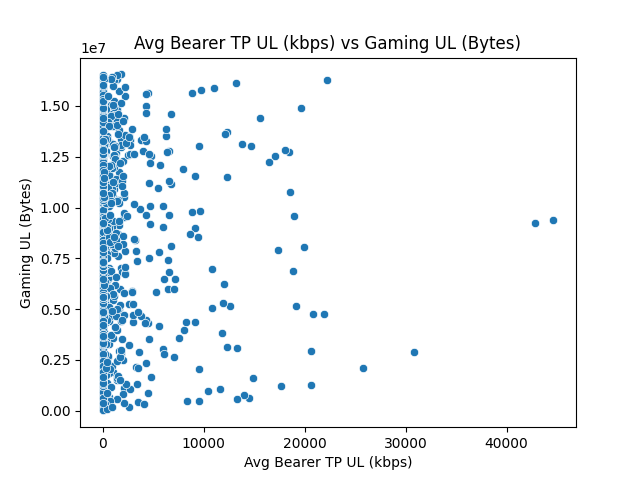 Avg Bearer TP UL (kbps) vs Gaming UL (Bytes)
1e7
1.50
1.25
1.00
0.75
0.50
0.25
0.00
Gaming UL (Bytes)
0 10000 20000 30000 40000
Avg Bearer TP UL (kbps)